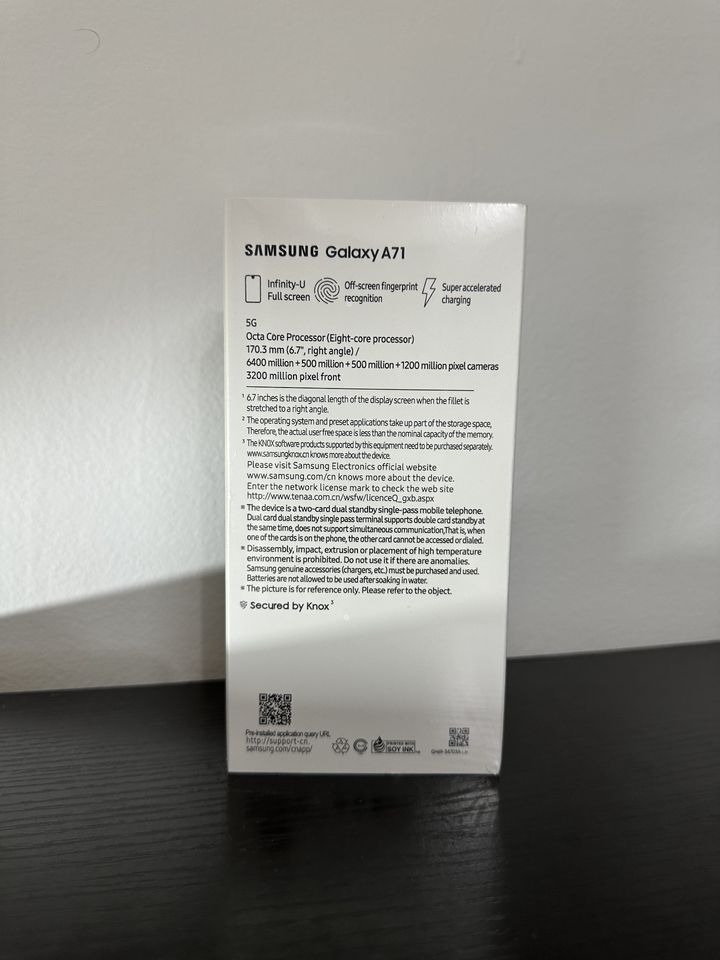 SAMSUNG Galaxy A71
Infinity-U
Full screen
Off-screen fingerprint
recognition
Super accelerated
charging
5G
Octa Core Processor (Eight-core processor)
170.3 mm (6.7", right angle) /
6400 million + 500 million + 500 million + 1200 million pixel cameras
3200 million pixel front
¹ 6.7 inches is the diagonal length of the display screen when the fillet is
stretched to a right angle.
² The operating system and preset applications take up part of the storage space,
Therefore, the actual user free space is less than the nominal capacity of the memory.
³ The KNOX software products supported by this equipment need to be purchased separately.
www.samsungknox.cn knows more about the device.
Please visit Samsung Electronics official website
www.samsung.com/cn knows more about the device.
Enter the network license mark to check the web site
http://www.tenaa.com.cn/wsfw/licenceQ_gxb.aspx
※ The device is a two-card dual standby single-pass mobile telephone.
Dual card dual standby single pass terminal supports double card standby at
the same time, does not support simultaneous communication,That is, when
one of the cards is on the phone, the other card cannot be accessed or dialed.
※ Disassembly, impact, extrusion or placement of high temperature
environment is prohibited. Do not use it if there are anomalies.
Samsung genuine accessories (chargers, etc.) must be purchased and used.
Batteries are not allowed to be used after soaking in water.
※ The picture is for reference only. Please refer to the object.
Secured by Knox ³
Pre-installed application query URL
http://support-cn.
samsung.com/cnapp/
PRINTED WITH
SOY INK